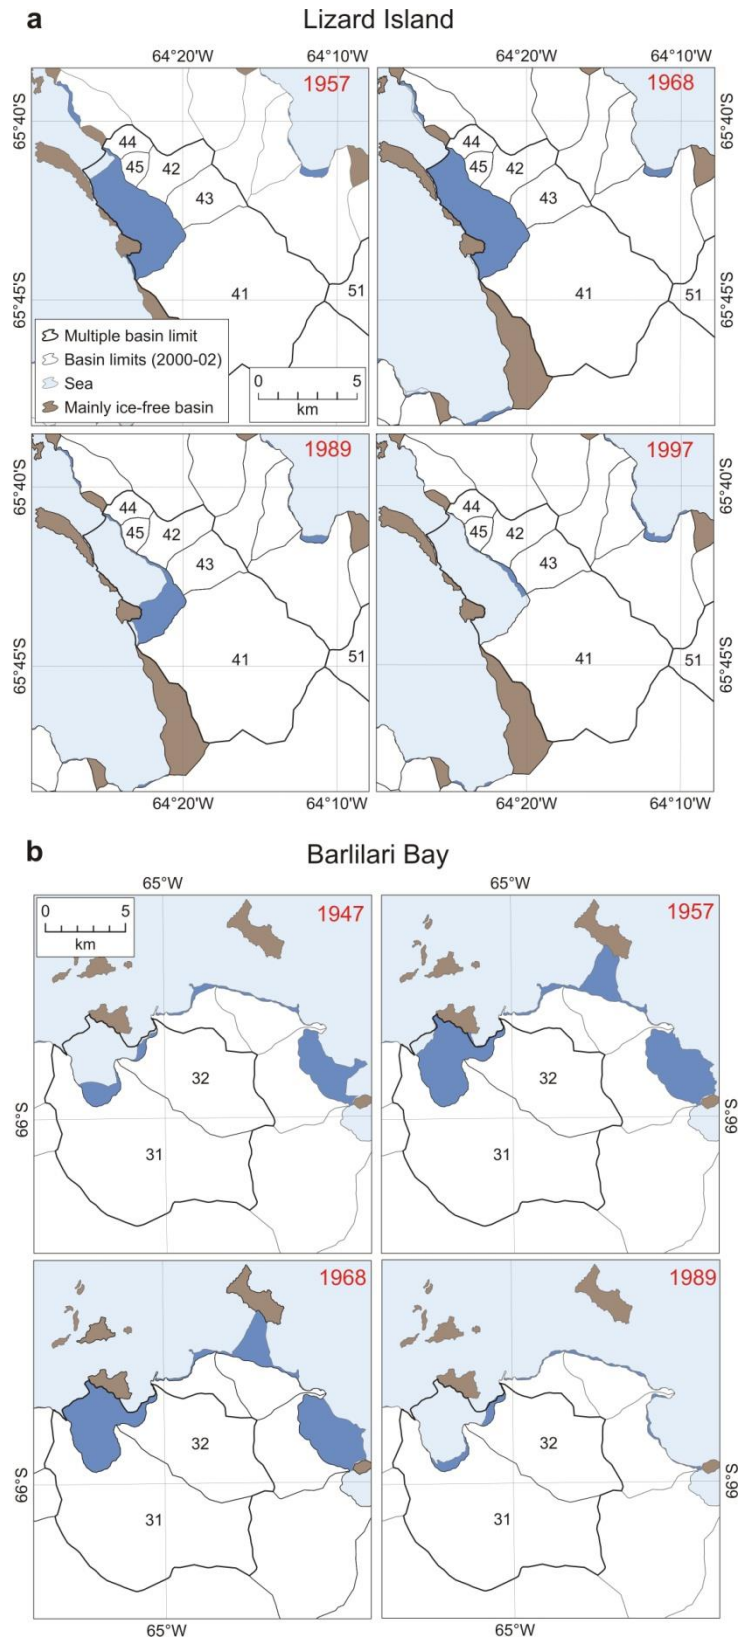 a Lizard Island
64°20'W 64°10'W 64°20'W 64°10'W
1957
65°40'S
44
45
42
43
41
51
65°45'S
Multiple basin limit
Basin limits (2000-02)
Sea
Mainly ice-free basin
0 5
km
1968
65°40'S
44
45
42
43
41
51
65°45'S
1989
65°40'S
44
45
42
43
41
51
65°45'S
1997
65°40'S
44
45
42
43
41
51
65°45'S
64°20'W 64°10'W 64°20'W 64°10'W
b Barlilari Bay
65°W 65°W
0 5
km
1947
32
31
66°S
1957
32
31
66°S
1968
32
31
66°S
1989
32
31
66°S
65°W 65°W